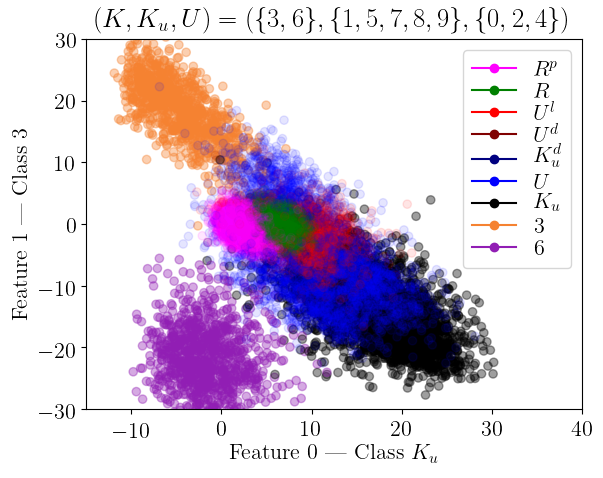 (K, K_u, U) = ({3, 6}, {1, 5, 7, 8, 9}, {0, 2, 4})
30
20
10
0
−10
−20
−30
Feature 1 — Class 3
R^p
R
U^l
U^d
K_u^d
U
K_u
3
6
−10 0 10 20 30 40
Feature 0 — Class K_u